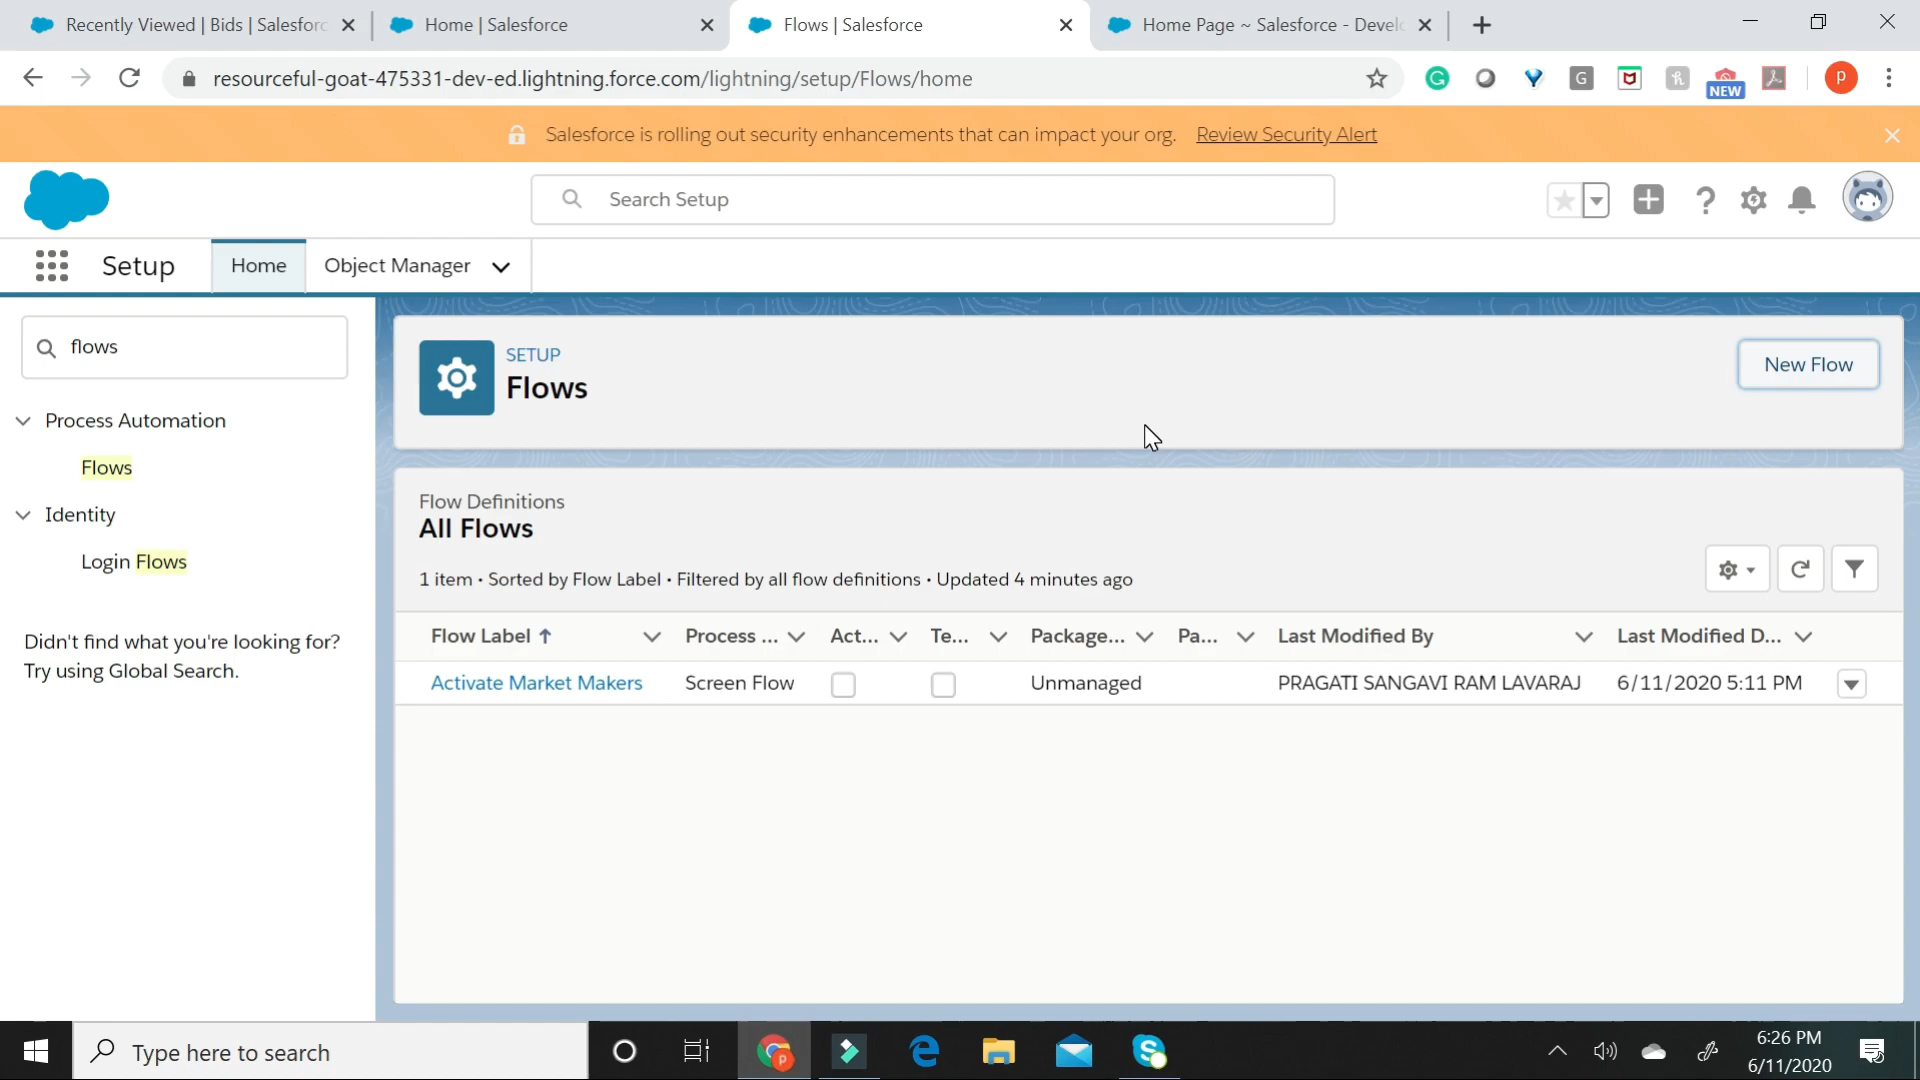 Recently Viewed | Bids | Salesforc
Home | Salesforce
Flows | Salesforce
Home Page ~ Salesforce - Devel
resourceful-goat-475331-dev-ed.lightning.force.com/lightning/setup/Flows/home
G
NEW
P
Salesforce is rolling out security enhancements that can impact your org. Review Security Alert
Search Setup
Setup
Home
Object Manager
flows
Process Automation
Flows
Identity
Login Flows
Didn't find what you're looking for?
Try using Global Search.
SETUP
Flows
New Flow
Flow Definitions
All Flows
1 item • Sorted by Flow Label • Filtered by all flow definitions • Updated 4 minutes ago
Flow Label Process ... Act... Te... Package... Pa... Last Modified By Last Modified D...
Activate Market Makers Screen Flow Unmanaged PRAGATI SANGAVI RAM LAVARAJ 6/11/2020 5:11 PM
Type here to search
6:26 PM
6/11/2020